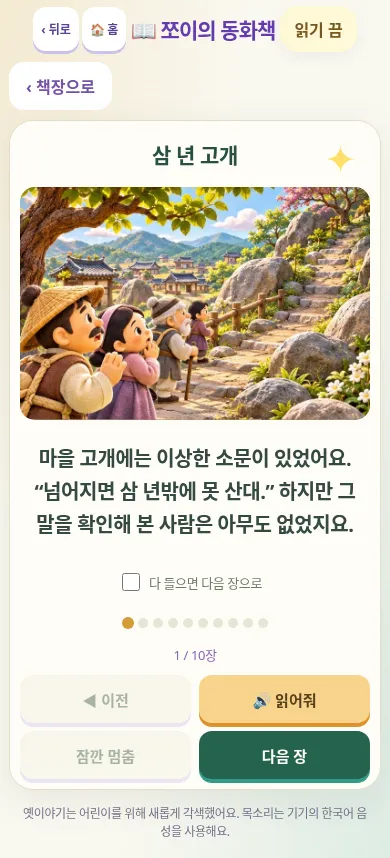 ‹ 뒤로
🏠 홈
📖 쪼이의 동화책
읽기 끔
‹ 책장으로
삼 년 고개
마을 고개에는 이상한 소문이 있었어요.
“넘어지면 삼 년밖에 못 산대.” 하지만 그
말을 확인해 본 사람은 아무도 없었지요.
다 들으면 다음 장으로
1 / 10장
◀ 이전
🔊 읽어줘
잠깐 멈춤
다음 장
옛이야기는 어린이를 위해 새롭게 각색했어요. 목소리는 기기의 한국어 음
성을 사용해요.